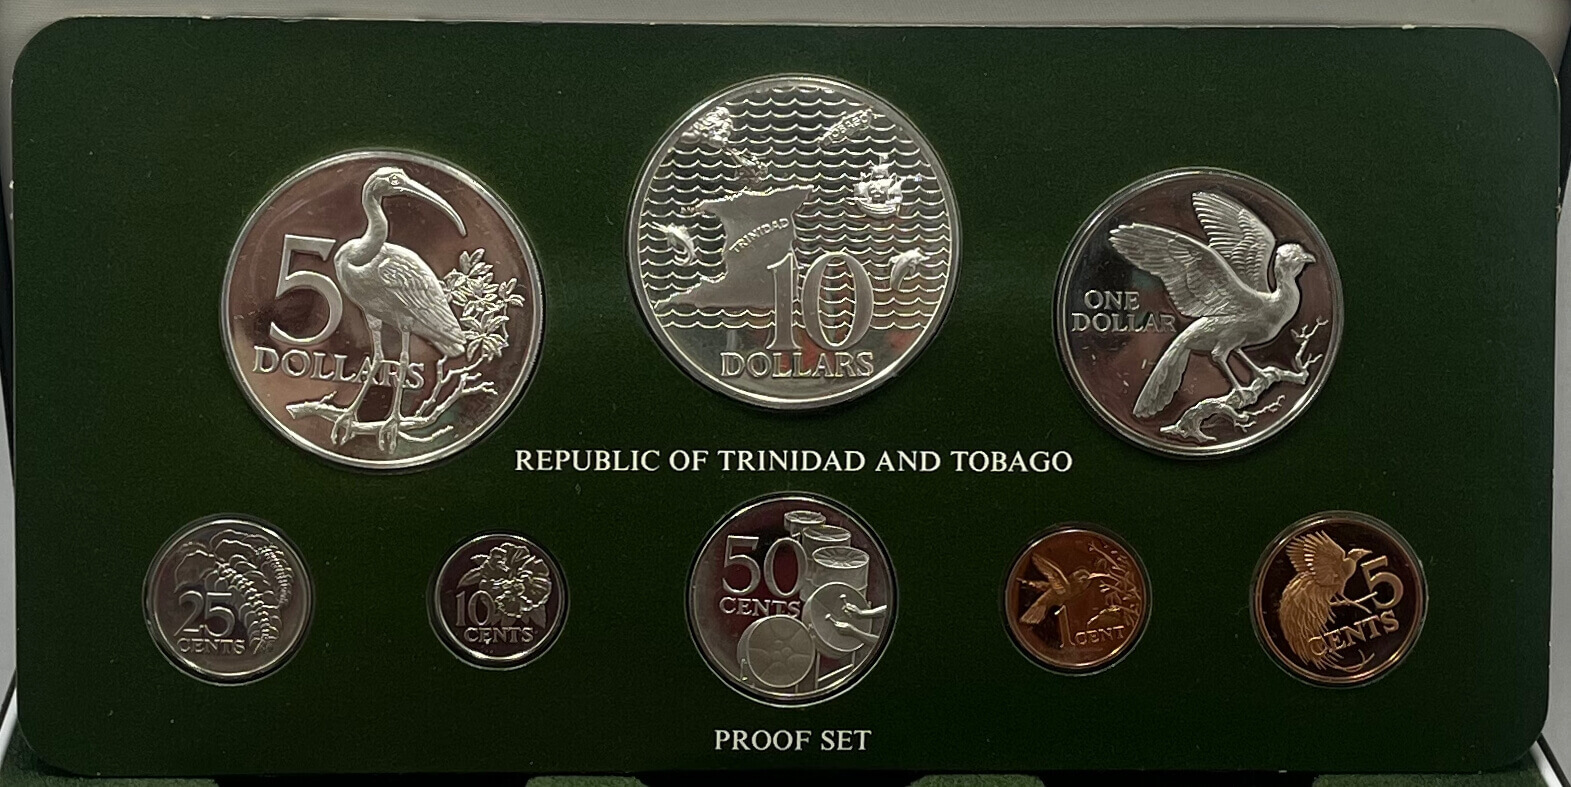 5
DOLLARS
TOBAGO
TRINIDAD
10
DOLLARS
ONE
DOLLAR
REPUBLIC OF TRINIDAD AND TOBAGO
25
CENTS
10
CENTS
50
CENTS
1
CENT
5
CENTS
PROOF SET